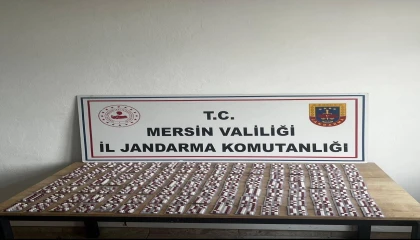 T.C.
MERSİN VALİLİĞİ
İL JANDARMA KOMUTANLIĞI